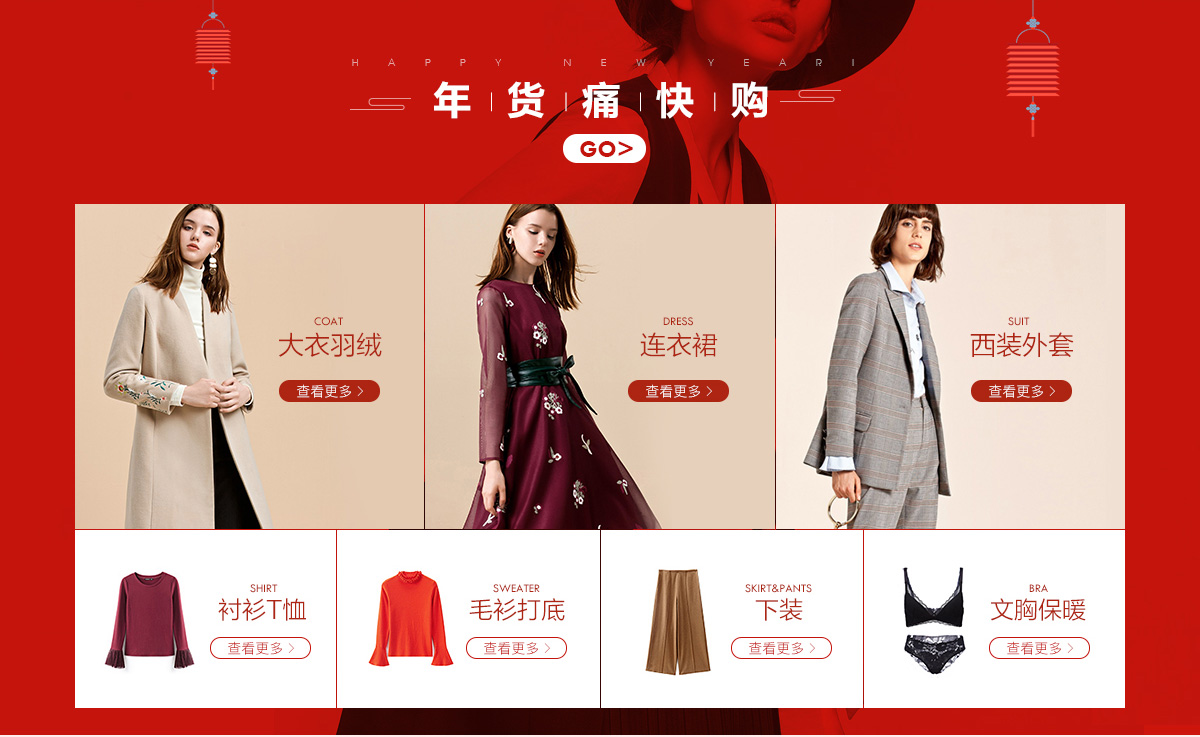 HAPPY NEW YEAR!
年货痛快购
GO>
COAT
大衣羽绒
查看更多 >
DRESS
连衣裙
查看更多 >
SUIT
西装外套
查看更多 >
SHIRT
衬衫T恤
查看更多 >
SWEATER
毛衫打底
查看更多 >
SKIRT&PANTS
下装
查看更多 >
BRA
文胸保暖
查看更多 >